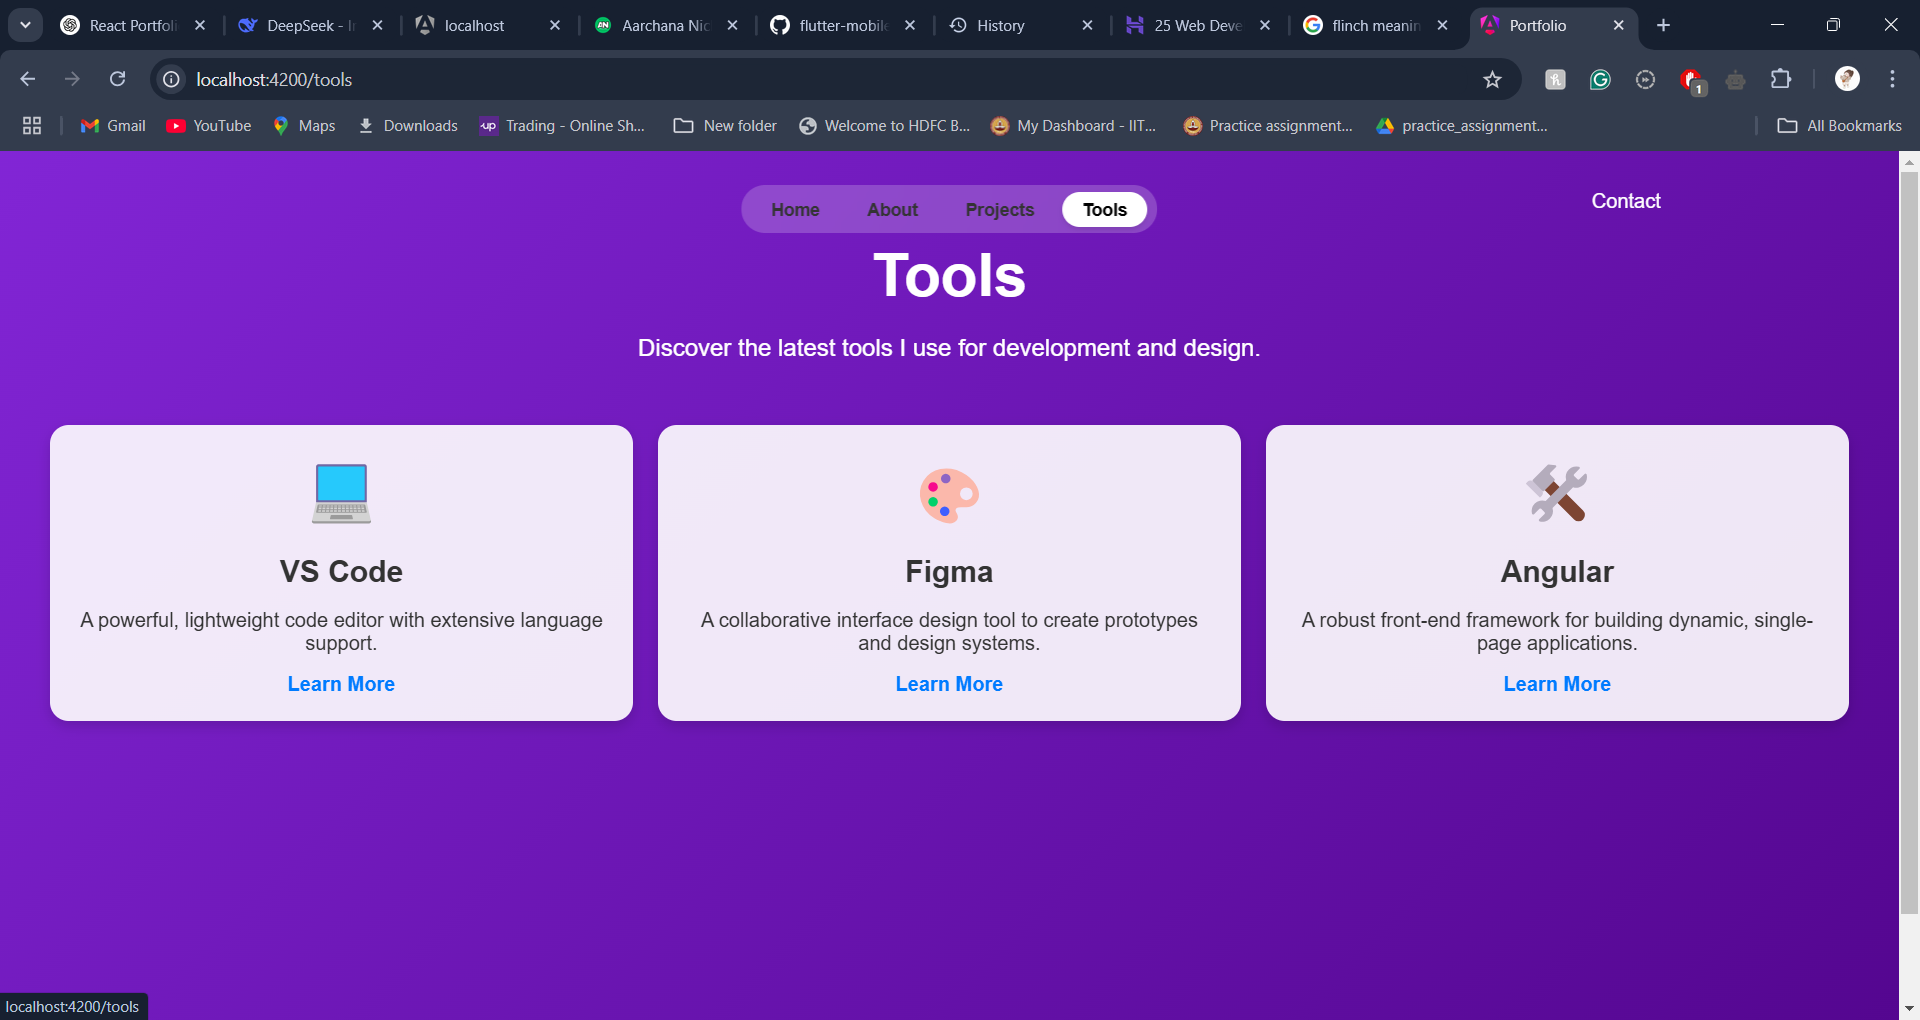 React Portfoli
DeepSeek - I
localhost
Aarchana Nic
flutter-mobile
History
25 Web Deve
flinch meanin
Portfolio
localhost:4200/tools
1
Gmail
YouTube
Maps
Downloads
up
Trading - Online Sh...
New folder
Welcome to HDFC B...
My Dashboard - IIT...
Practice assignment...
practice_assignment...
All Bookmarks
Home
About
Projects
Tools
Contact
Tools
Discover the latest tools I use for development and design.
VS Code
A powerful, lightweight code editor with extensive language
support.
Learn More
Figma
A collaborative interface design tool to create prototypes
and design systems.
Learn More
Angular
A robust front-end framework for building dynamic, single-
page applications.
Learn More
localhost:4200/tools